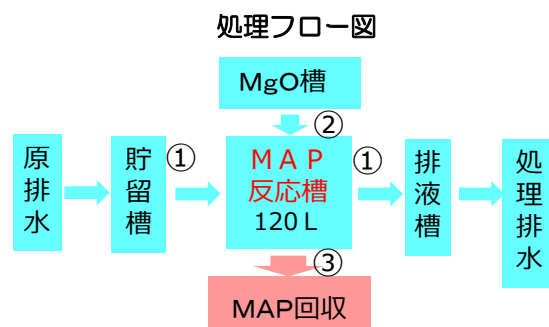 処理フロー図
MgO槽
②
原排水
貯留槽
①
MAP
反応槽
120L
①
排液槽
処理排水
③
MAP回収